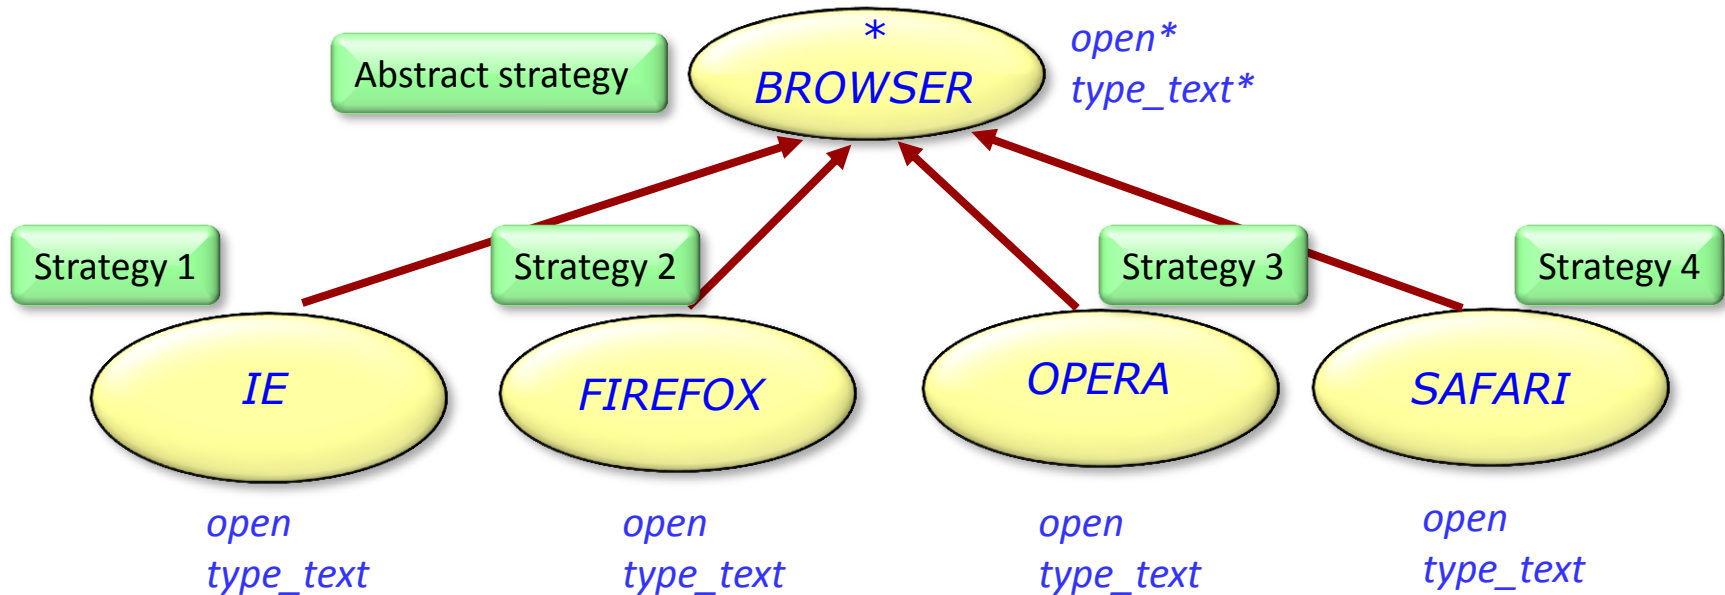 Abstract strategy
*
BROWSER
open*
type_text*
Strategy 1
Strategy 2
Strategy 3
Strategy 4
IE
FIREFOX
OPERA
SAFARI
open
type_text
open
type_text
open
type_text
open
type_text